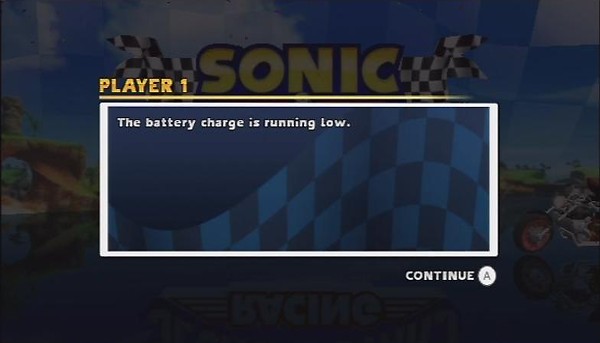 SONIC
PLAYER 1
The battery charge is running low.
CONTINUE A
RACING